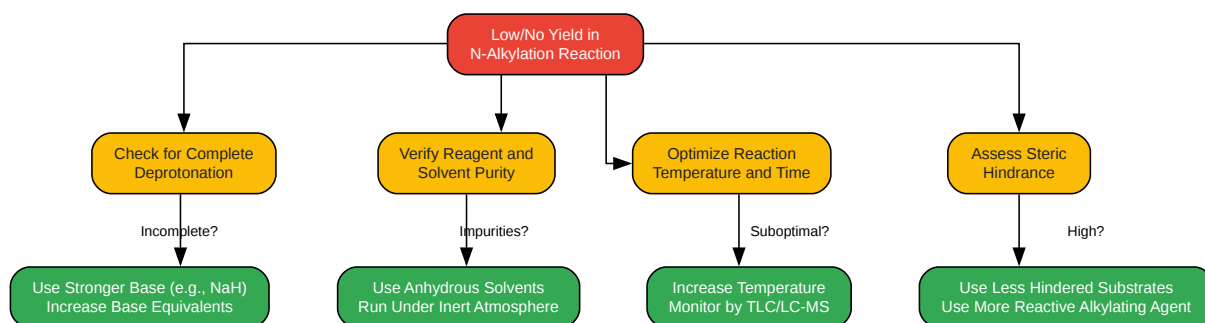 Low/No Yield in
N-Alkylation Reaction
Check for Complete
Deprotonation
Verify Reagent and
Solvent Purity
Optimize Reaction
Temperature and Time
Assess Steric
Hindrance
Incomplete?
Impurities?
Suboptimal?
High?
Use Stronger Base (e.g., NaH)
Increase Base Equivalents
Use Anhydrous Solvents
Run Under Inert Atmosphere
Increase Temperature
Monitor by TLC/LC-MS
Use Less Hindered Substrates
Use More Reactive Alkylating Agent